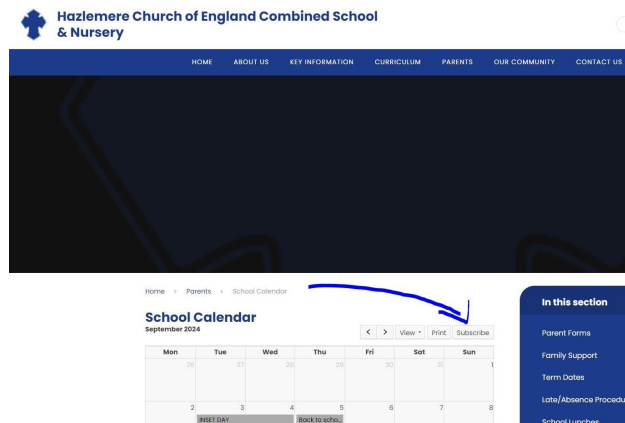 Hazlemere Church of England Combined School
& Nursery
HOME ABOUT US KEY INFORMATION CURRICULUM PARENTS OUR COMMUNITY CONTACT US
Home Parents School Calendar
School Calendar
September 2024
< > View Print Subscribe
Mon Tue Wed Thu Fri Sat Sun
26 27 28 29 30 31 1
2 3 4 5 6 7 8
INSET DAY Back to scho...
In this section
Parent Forms
Family Support
Term Dates
Late/Absence Procedu
School Lunches